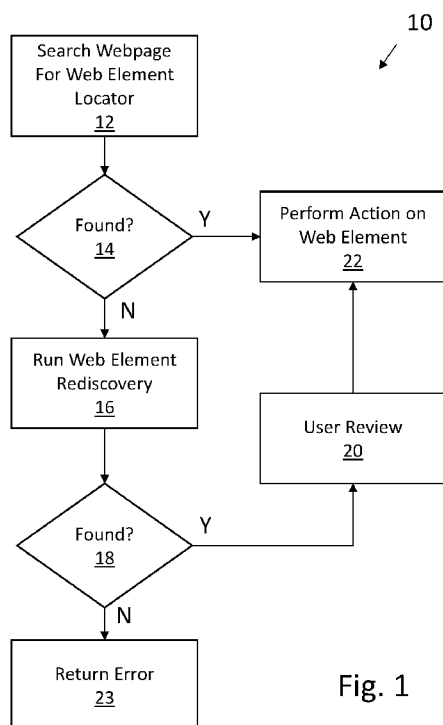 10
Search Webpage
For Web Element
Locator
12
Found?
14
Y
Perform Action on
Web Element
22
N
Run Web Element
Rediscovery
16
User Review
20
Found?
18
Y
N
Return Error
23
Fig. 1